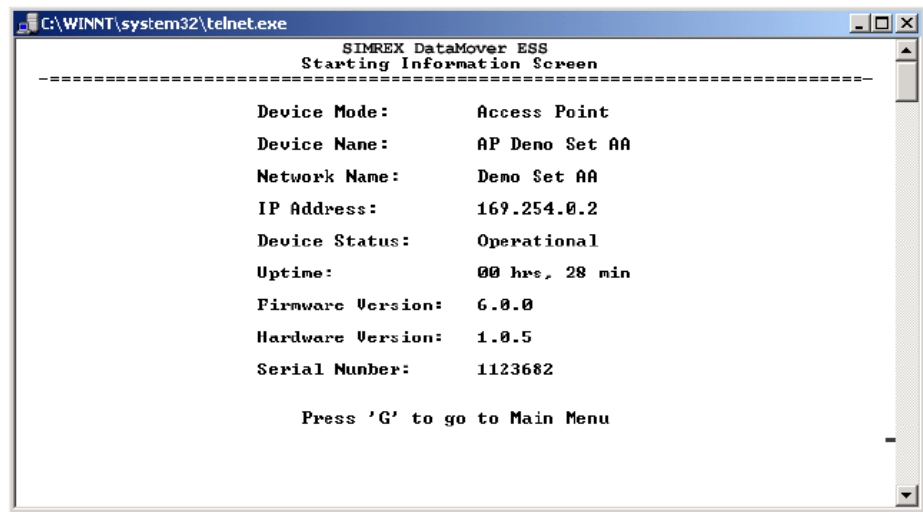 C:\WINNT\system32\telnet.exe
SIMREX DataMover ESS
Starting Information Screen
Device Mode: Access Point
Device Name: AP Demo Set AA
Network Name: Demo Set AA
IP Address: 169.254.0.2
Device Status: Operational
Uptime: 00 hrs, 28 min
Firmware Version: 6.0.0
Hardware Version: 1.0.5
Serial Number: 1123682
Press 'G' to go to Main Menu